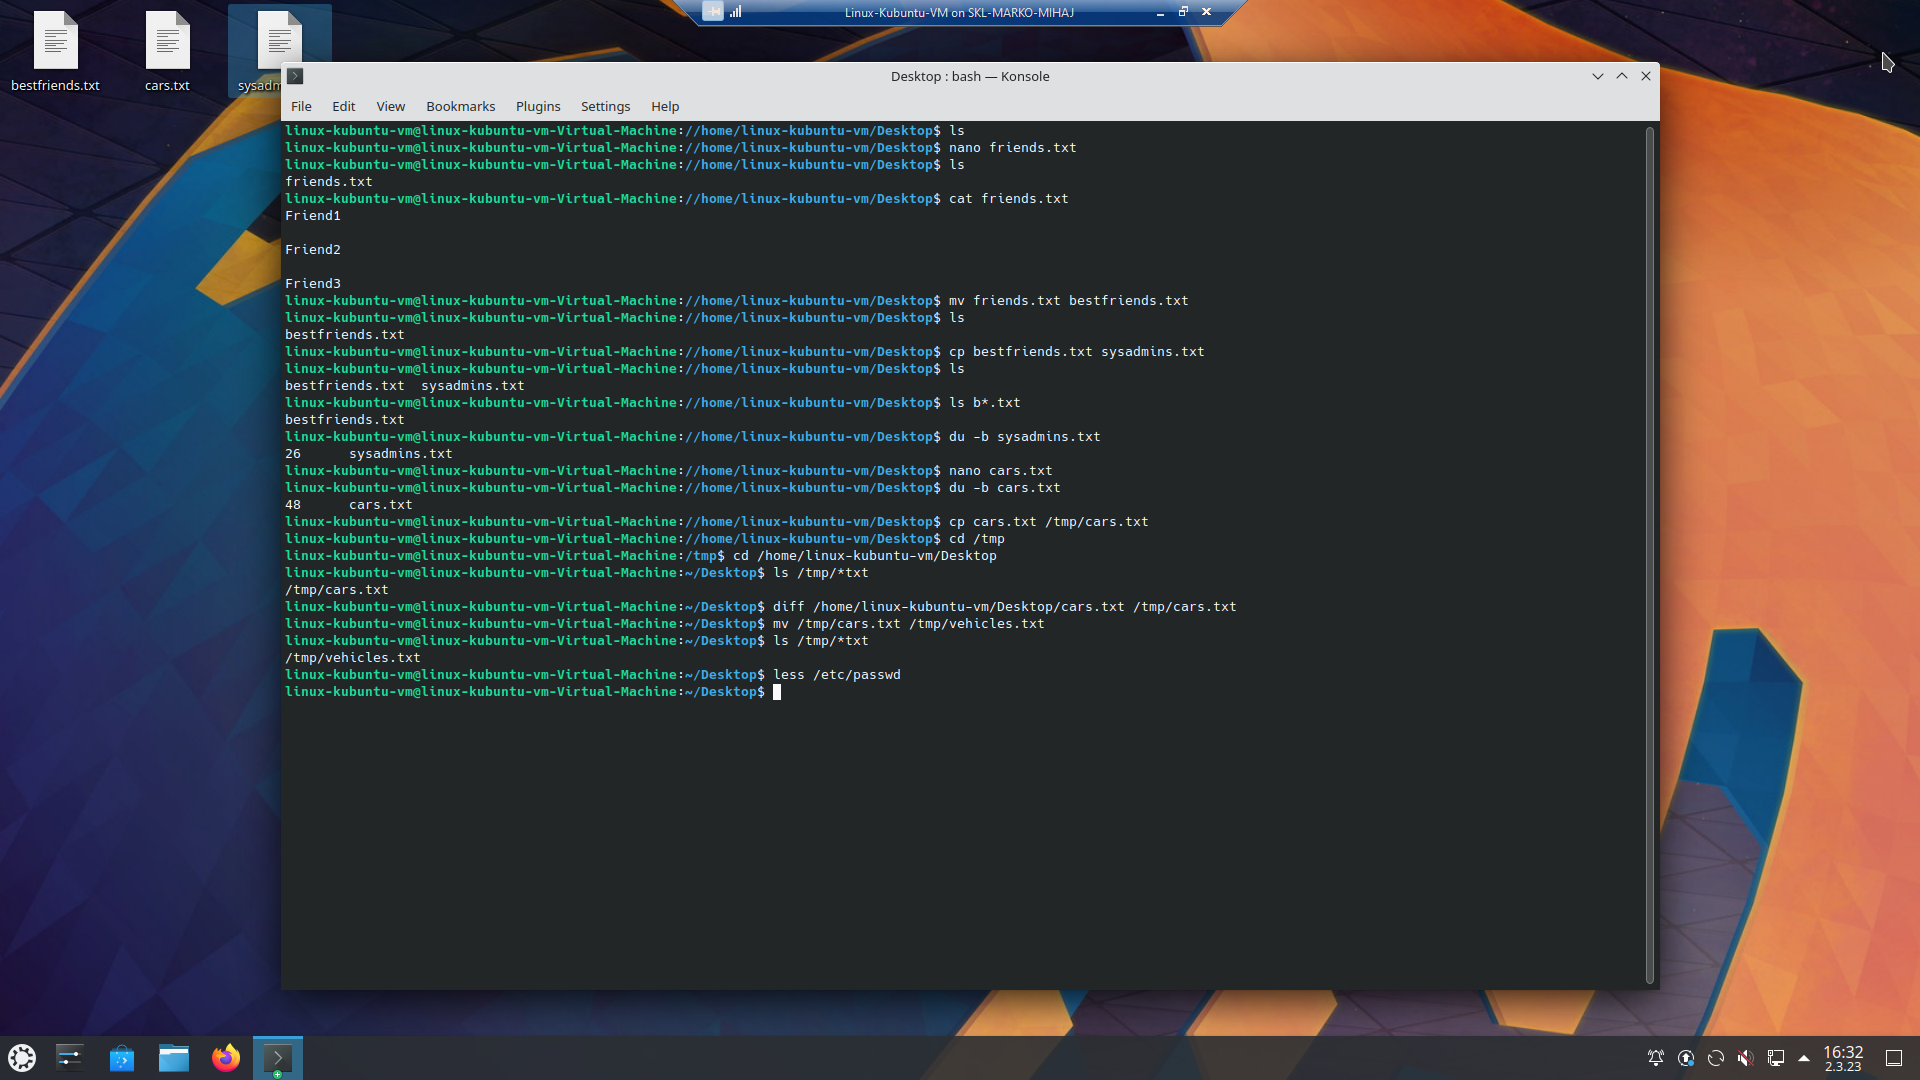 Linux-Kubuntu-VM on SKL-MARKO-MIHAJ
bestfriends.txt
cars.txt
sysadm
Desktop : bash — Konsole
File Edit View Bookmarks Plugins Settings Help
linux-kubuntu-vm@linux-kubuntu-vm-Virtual-Machine://home/linux-kubuntu-vm/Desktop$ ls
linux-kubuntu-vm@linux-kubuntu-vm-Virtual-Machine://home/linux-kubuntu-vm/Desktop$ nano friends.txt
linux-kubuntu-vm@linux-kubuntu-vm-Virtual-Machine://home/linux-kubuntu-vm/Desktop$ ls
friends.txt
linux-kubuntu-vm@linux-kubuntu-vm-Virtual-Machine://home/linux-kubuntu-vm/Desktop$ cat friends.txt
Friend1
Friend2
Friend3
linux-kubuntu-vm@linux-kubuntu-vm-Virtual-Machine://home/linux-kubuntu-vm/Desktop$ mv friends.txt bestfriends.txt
linux-kubuntu-vm@linux-kubuntu-vm-Virtual-Machine://home/linux-kubuntu-vm/Desktop$ ls
bestfriends.txt
linux-kubuntu-vm@linux-kubuntu-vm-Virtual-Machine://home/linux-kubuntu-vm/Desktop$ cp bestfriends.txt sysadmins.txt
linux-kubuntu-vm@linux-kubuntu-vm-Virtual-Machine://home/linux-kubuntu-vm/Desktop$ ls
bestfriends.txt  sysadmins.txt
linux-kubuntu-vm@linux-kubuntu-vm-Virtual-Machine://home/linux-kubuntu-vm/Desktop$ ls b*.txt
bestfriends.txt
linux-kubuntu-vm@linux-kubuntu-vm-Virtual-Machine://home/linux-kubuntu-vm/Desktop$ du -b sysadmins.txt
26      sysadmins.txt
linux-kubuntu-vm@linux-kubuntu-vm-Virtual-Machine://home/linux-kubuntu-vm/Desktop$ nano cars.txt
linux-kubuntu-vm@linux-kubuntu-vm-Virtual-Machine://home/linux-kubuntu-vm/Desktop$ du -b cars.txt
48      cars.txt
linux-kubuntu-vm@linux-kubuntu-vm-Virtual-Machine://home/linux-kubuntu-vm/Desktop$ cp cars.txt /tmp/cars.txt
linux-kubuntu-vm@linux-kubuntu-vm-Virtual-Machine://home/linux-kubuntu-vm/Desktop$ cd /tmp
linux-kubuntu-vm@linux-kubuntu-vm-Virtual-Machine:/tmp$ cd /home/linux-kubuntu-vm/Desktop
linux-kubuntu-vm@linux-kubuntu-vm-Virtual-Machine:~/Desktop$ ls /tmp/*txt
/tmp/cars.txt
linux-kubuntu-vm@linux-kubuntu-vm-Virtual-Machine:~/Desktop$ diff /home/linux-kubuntu-vm/Desktop/cars.txt /tmp/cars.txt
linux-kubuntu-vm@linux-kubuntu-vm-Virtual-Machine:~/Desktop$ mv /tmp/cars.txt /tmp/vehicles.txt
linux-kubuntu-vm@linux-kubuntu-vm-Virtual-Machine:~/Desktop$ ls /tmp/*txt
/tmp/vehicles.txt
linux-kubuntu-vm@linux-kubuntu-vm-Virtual-Machine:~/Desktop$ less /etc/passwd
linux-kubuntu-vm@linux-kubuntu-vm-Virtual-Machine:~/Desktop$
16:32
2.3.23